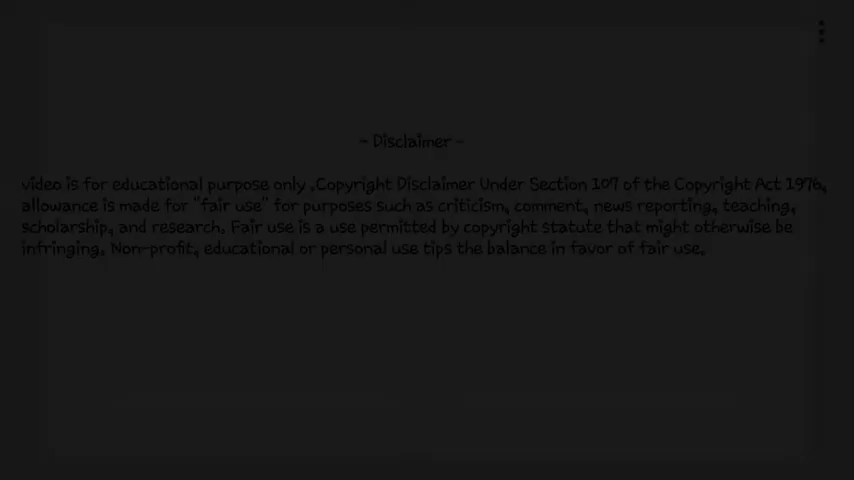 - Disclaimer -
video is for educational purpose only .Copyright Disclaimer Under Section 107 of the Copyright Act 1976,
allowance is made for "fair use" for purposes such as criticism, comment, news reporting, teaching,
scholarship, and research. Fair use is a use permitted by copyright statute that might otherwise be
infringing. Non-profit, educational or personal use tips the balance in favor of fair use.